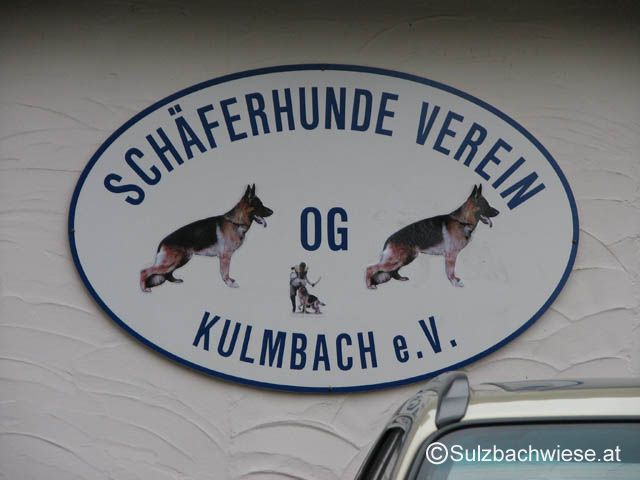 SCHÄFERHUNDE VEREIN
OG
KULMBACH e.V.
©Sulzbachwiese.at